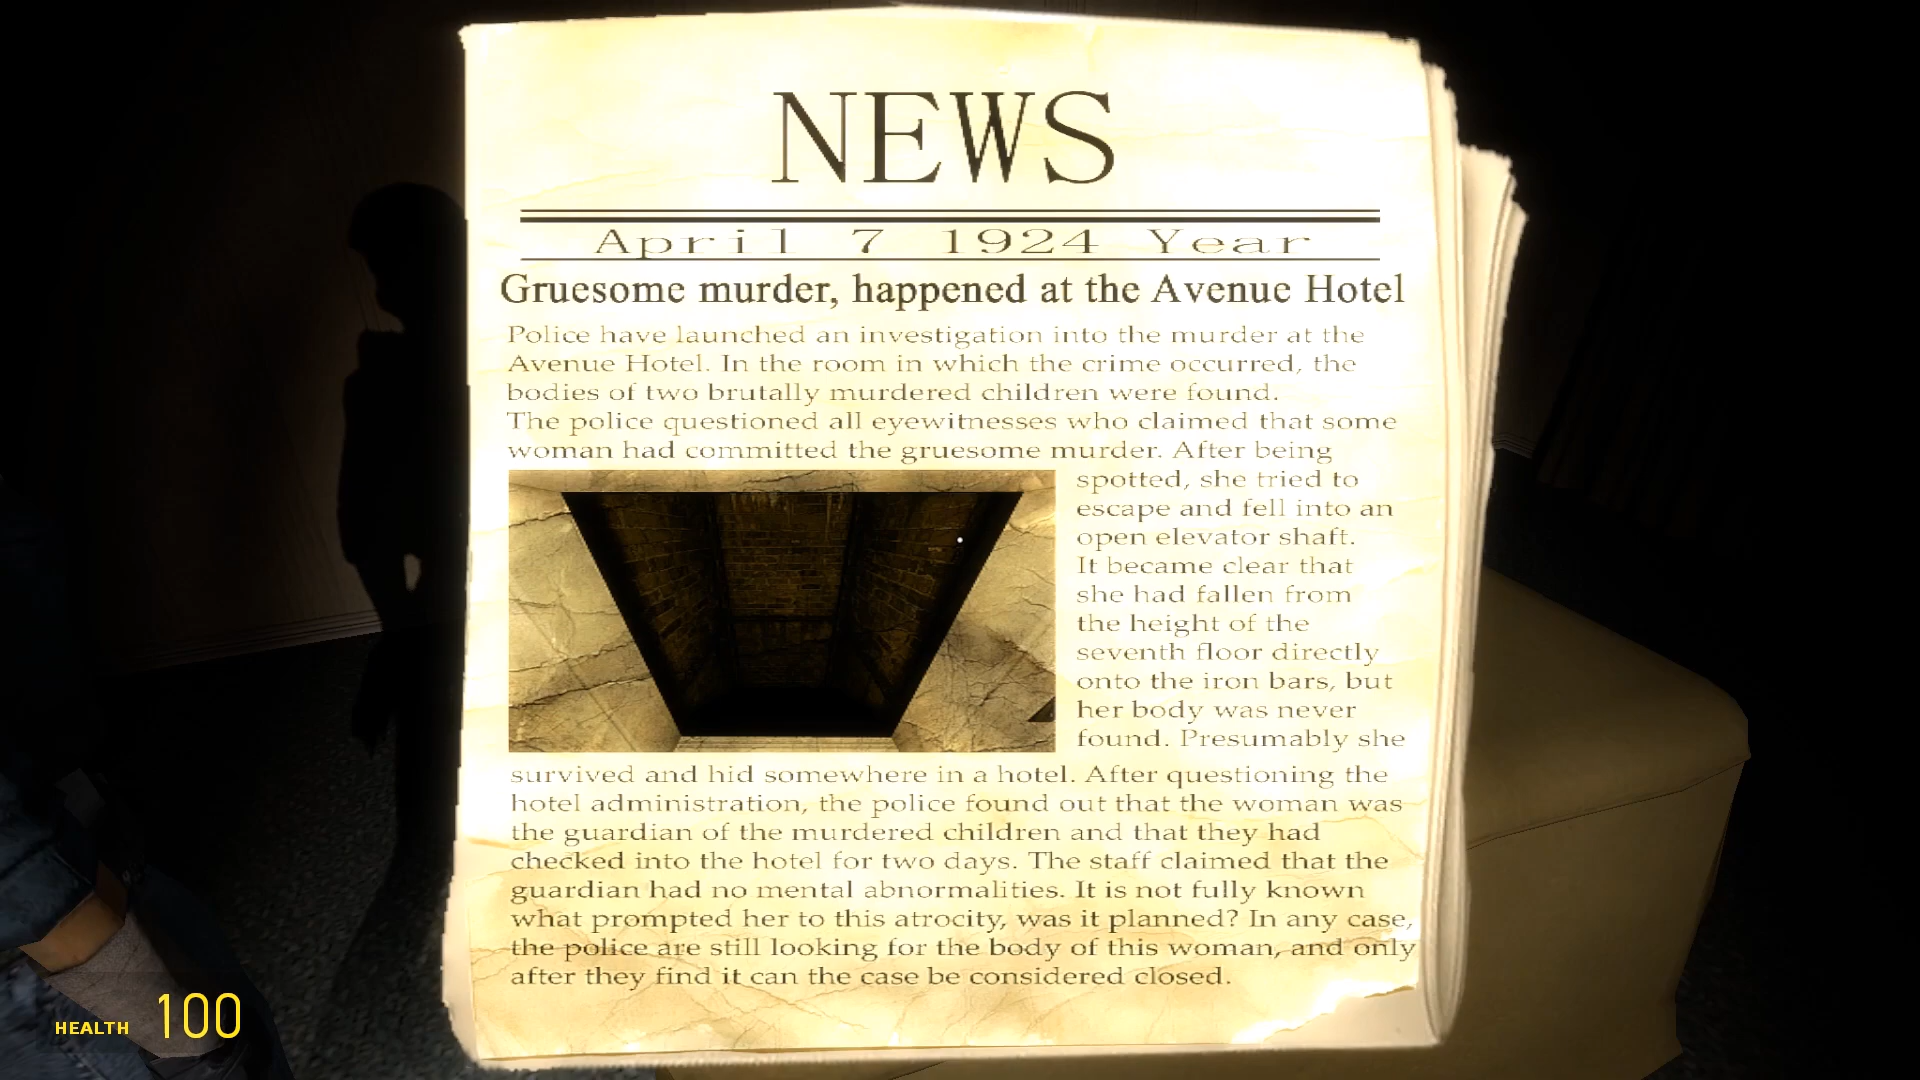 NEWS
April 7 1924 Year
Gruesome murder, happened at the Avenue Hotel
Police have launched an investigation into the murder at the
Avenue Hotel. In the room in which the crime occurred, the
bodies of two brutally murdered children were found.
The police questioned all eyewitnesses who claimed that some
woman had committed the gruesome murder. After being
spotted, she tried to
escape and fell into an
open elevator shaft.
It became clear that
she had fallen from
the height of the
seventh floor directly
onto the iron bars, but
her body was never
found. Presumably she
survived and hid somewhere in a hotel. After questioning the
hotel administration, the police found out that the woman was
the guardian of the murdered children and that they had
checked into the hotel for two days. The staff claimed that the
guardian had no mental abnormalities. It is not fully known
what prompted her to this atrocity, was it planned? In any case,
the police are still looking for the body of this woman, and only
after they find it can the case be considered closed.
HEALTH 100